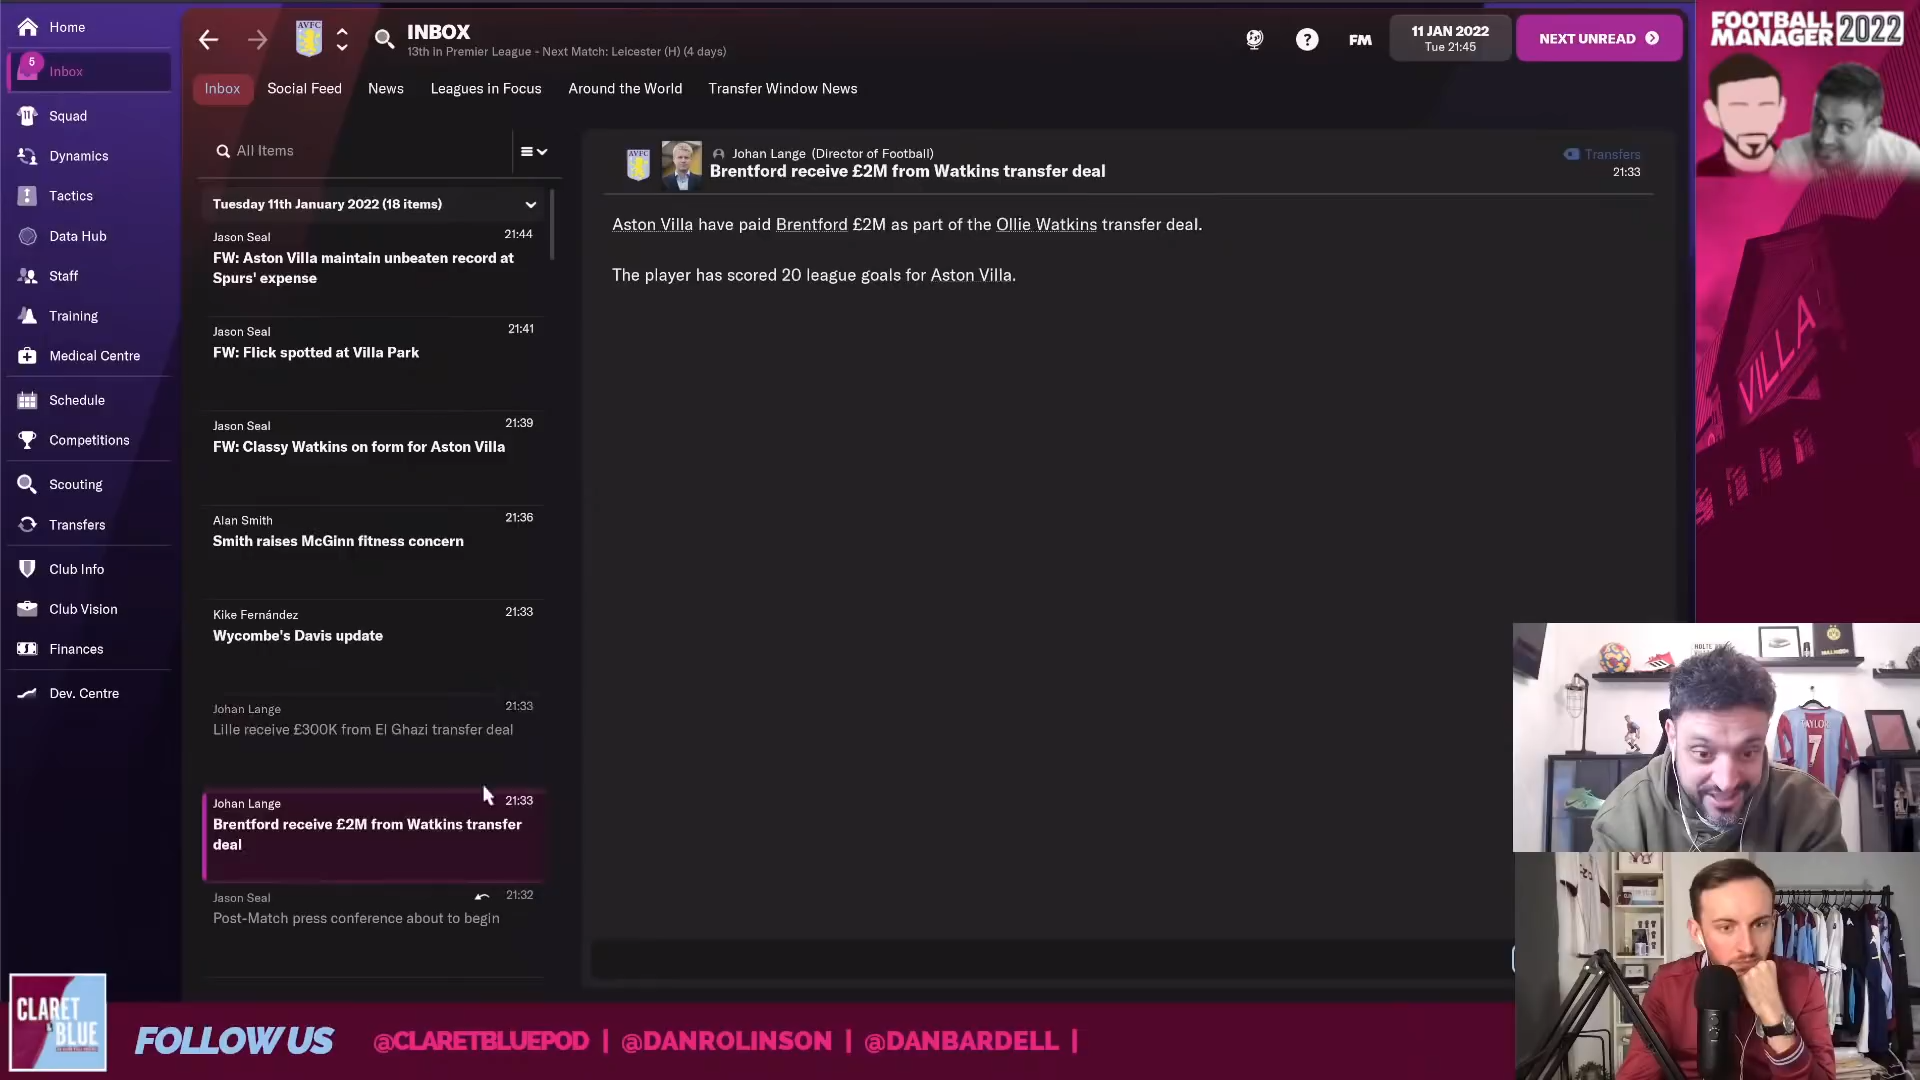 Home
5
Inbox
Squad
Dynamics
Tactics
Data Hub
Staff
Training
Medical Centre
Schedule
Competitions
Scouting
Transfers
Club Info
Club Vision
Finances
Dev. Centre
AVFC
INBOX
13th in Premier League - Next Match: Leicester (H) (4 days)
?
FM
11 JAN 2022
Tue 21:45
NEXT UNREAD
Inbox
Social Feed
News
Leagues in Focus
Around the World
Transfer Window News
All Items
Tuesday 11th January 2022 (18 items)
Jason Seal 21:44
FW: Aston Villa maintain unbeaten record at
Spurs' expense
Jason Seal 21:41
FW: Flick spotted at Villa Park
Jason Seal 21:39
FW: Classy Watkins on form for Aston Villa
Alan Smith 21:36
Smith raises McGinn fitness concern
Kike Fernández 21:33
Wycombe's Davis update
Johan Lange 21:33
Lille receive £300K from El Ghazi transfer deal
Johan Lange 21:33
Brentford receive £2M from Watkins transfer
deal
Jason Seal 21:32
Post-Match press conference about to begin
AVFC
Johan Lange (Director of Football)
Brentford receive £2M from Watkins transfer deal
Transfers
21:33
Aston Villa have paid Brentford £2M as part of the Ollie Watkins transfer deal.
The player has scored 20 league goals for Aston Villa.
FOOTBALL
MANAGER 2022
VILLA
TAYLOR
7
CLARET
& BLUE
FOLLOW US
@CLARETBLUEPOD | @DANROLINSON | @DANBARDELL |